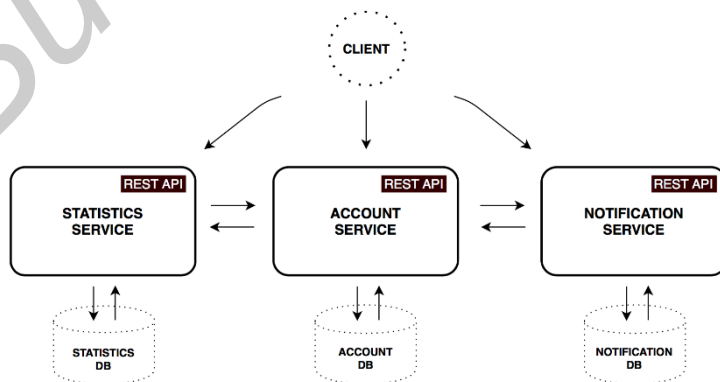 CLIENT
REST API
STATISTICS
SERVICE
REST API
ACCOUNT
SERVICE
REST API
NOTIFICATION
SERVICE
STATISTICS
DB
ACCOUNT
DB
NOTIFICATION
DB